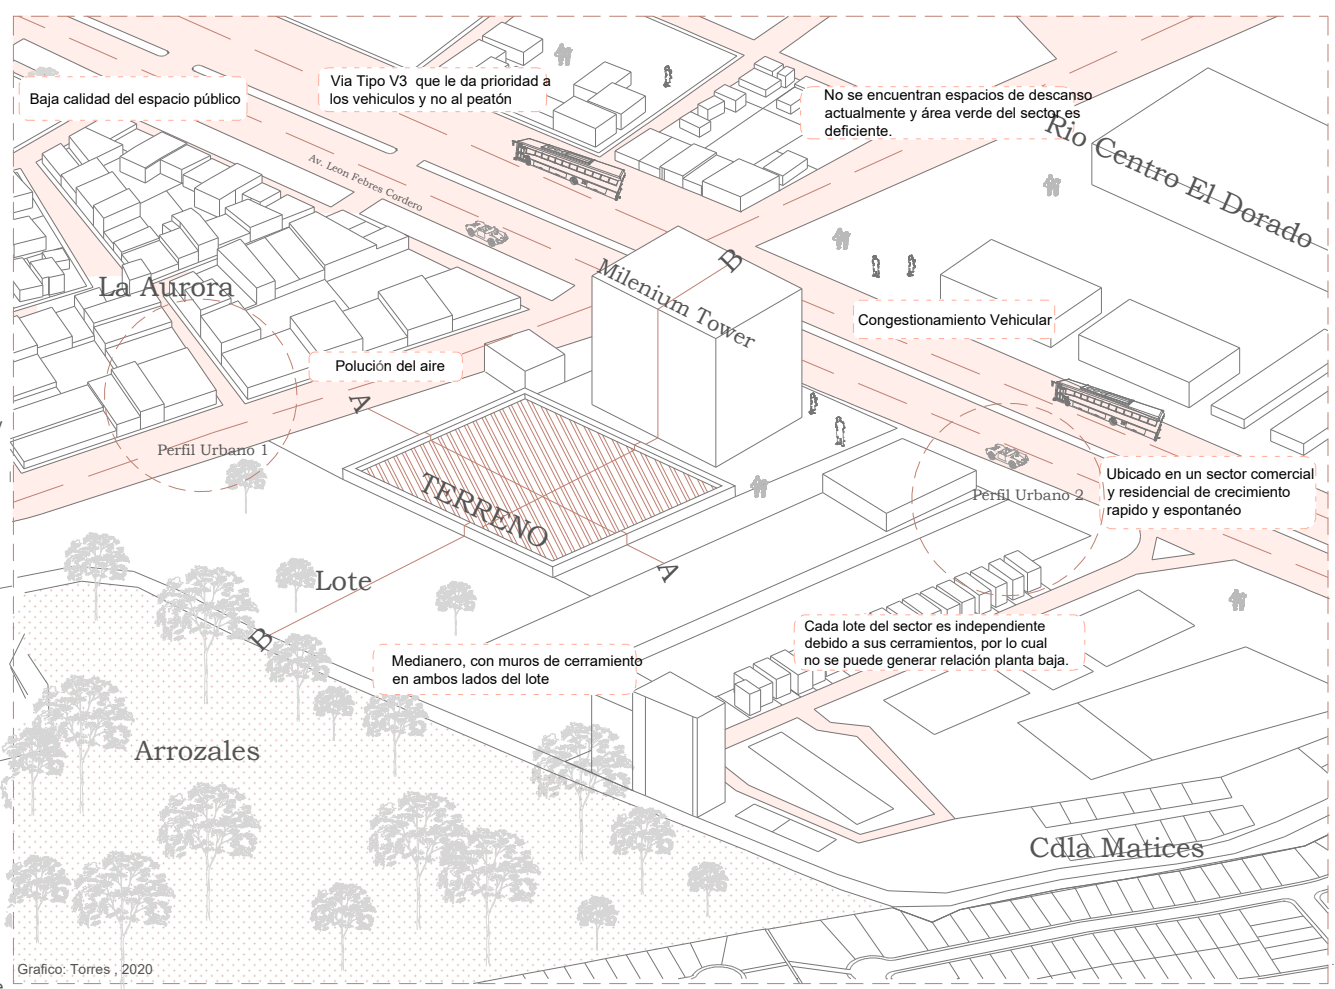 Baja calidad del espacio público
Via Tipo V3 que le da prioridad a
los vehiculos y no al peatón
No se encuentran espacios de descanso
actualmente y área verde del sector es
deficiente.
Rio Centro El Dorado
Av. Leon Febres Cordero
B
Milenium Tower
La Aurora
Congestionamiento Vehicular
Polución del aire
A
Perfil Urbano 1
TERRENO
Ubicado en un sector comercial
y residencial de crecimiento
rapido y espontanéo
Perfil Urbano 2
Lote
A
B
Cada lote del sector es independiente
debido a sus cerramientos, por lo cual
no se puede generar relación planta baja.
Medianero, con muros de cerramiento
en ambos lados del lote
Arrozales
Cdla Matices
Grafico: Torres , 2020